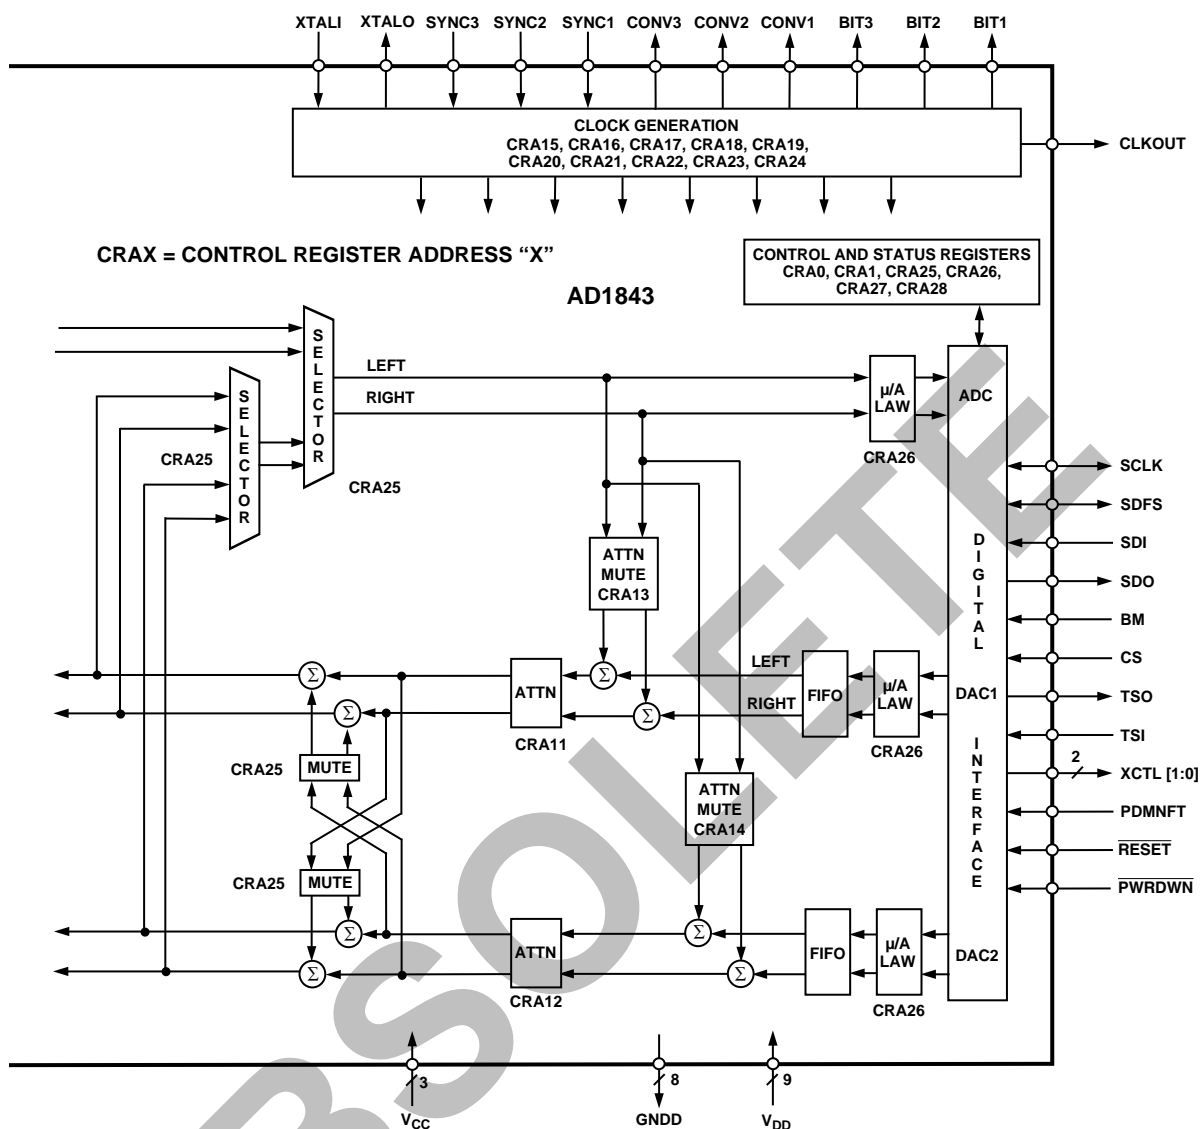 XTALI XTALO SYNC3 SYNC2 SYNC1 CONV3 CONV2 CONV1 BIT3 BIT2 BIT1
CLOCK GENERATION
CRA15, CRA16, CRA17, CRA18, CRA19,
CRA20, CRA21, CRA22, CRA23, CRA24
CLKOUT
CRAX = CONTROL REGISTER ADDRESS “X”
CONTROL AND STATUS REGISTERS
CRA0, CRA1, CRA25, CRA26,
CRA27, CRA28
AD1843
SELECTOR
LEFT
RIGHT
CRA25
SELECTOR
CRA25
µ/A
LAW
CRA26
ADC
DIGITAL
INTERFACE
DAC1
DAC2
SCLK
SDFS
SDI
SDO
BM
CS
TSO
TSI
2
XCTL [1:0]
PDMNFT
RESET
PWRDWN
ATTN
MUTE
CRA13
Σ
Σ
ATTN
CRA11
Σ
LEFT
RIGHT
Σ
FIFO
µ/A
LAW
CRA26
CRA25
MUTE
ATTN
MUTE
CRA14
CRA25
MUTE
Σ
Σ
ATTN
CRA12
Σ
Σ
FIFO
µ/A
LAW
CRA26
3
VCC
8
GNDD
9
VDD
BSOLETE